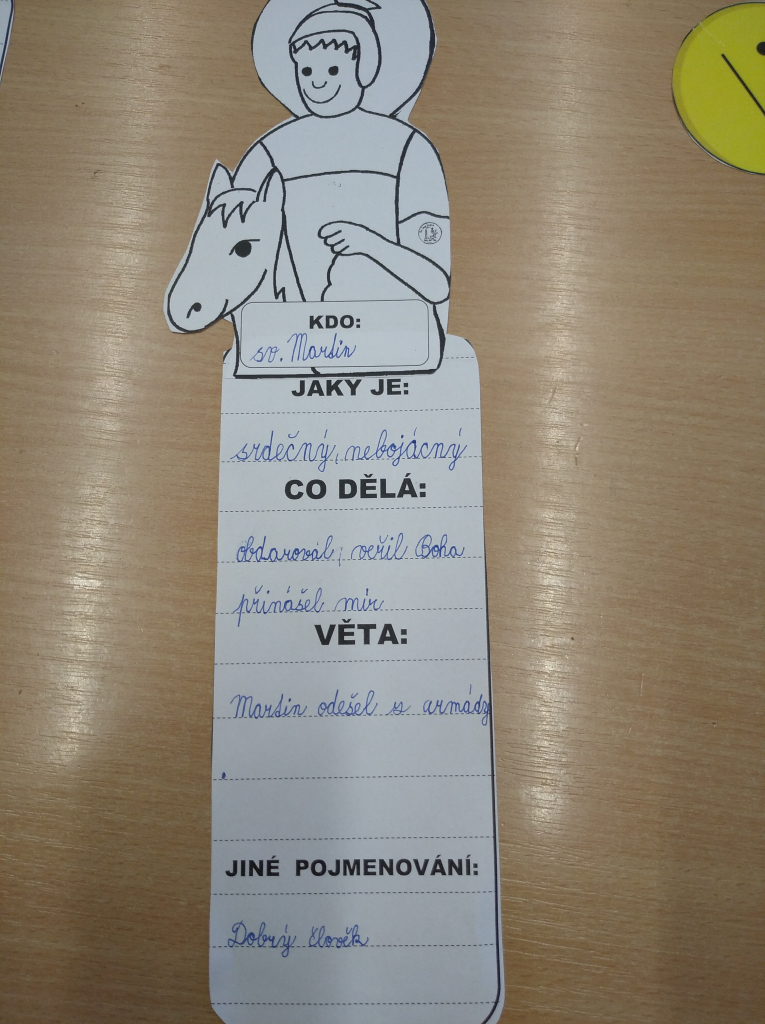 KDO:
sv. Martin
JAKÝ JE:
srdečný, nebojácný
CO DĚLÁ:
obdaroval, veřil Boha
přinášel mír
VĚTA:
Martin odešel s armády
.
JINÉ POJMENOVÁNÍ:
Dobrý člověk